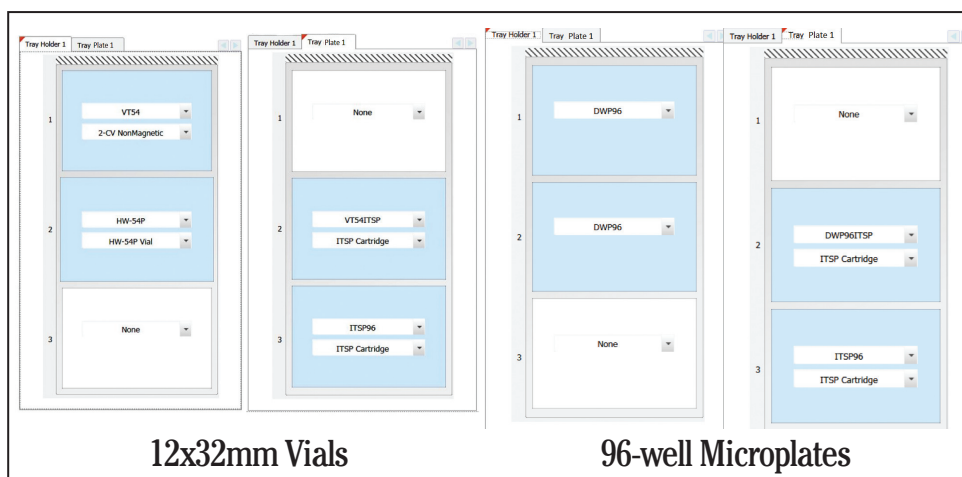 Tray Holder 1 Tray Plate 1
1
VT54
2-CV NonMagnetic
2
HW-54P
HW-54P Vial
3
None
Tray Holder 1 Tray Plate 1
1
None
2
VT54ITSP
ITSP Cartridge
3
ITSP96
ITSP Cartridge
12x32mm Vials
Tray Holder 1 Tray Plate 1
1
DWP96
2
DWP96
3
None
Tray Holder 1 Tray Plate 1
1
None
2
DWP96ITSP
ITSP Cartridge
3
ITSP96
ITSP Cartridge
96-well Microplates